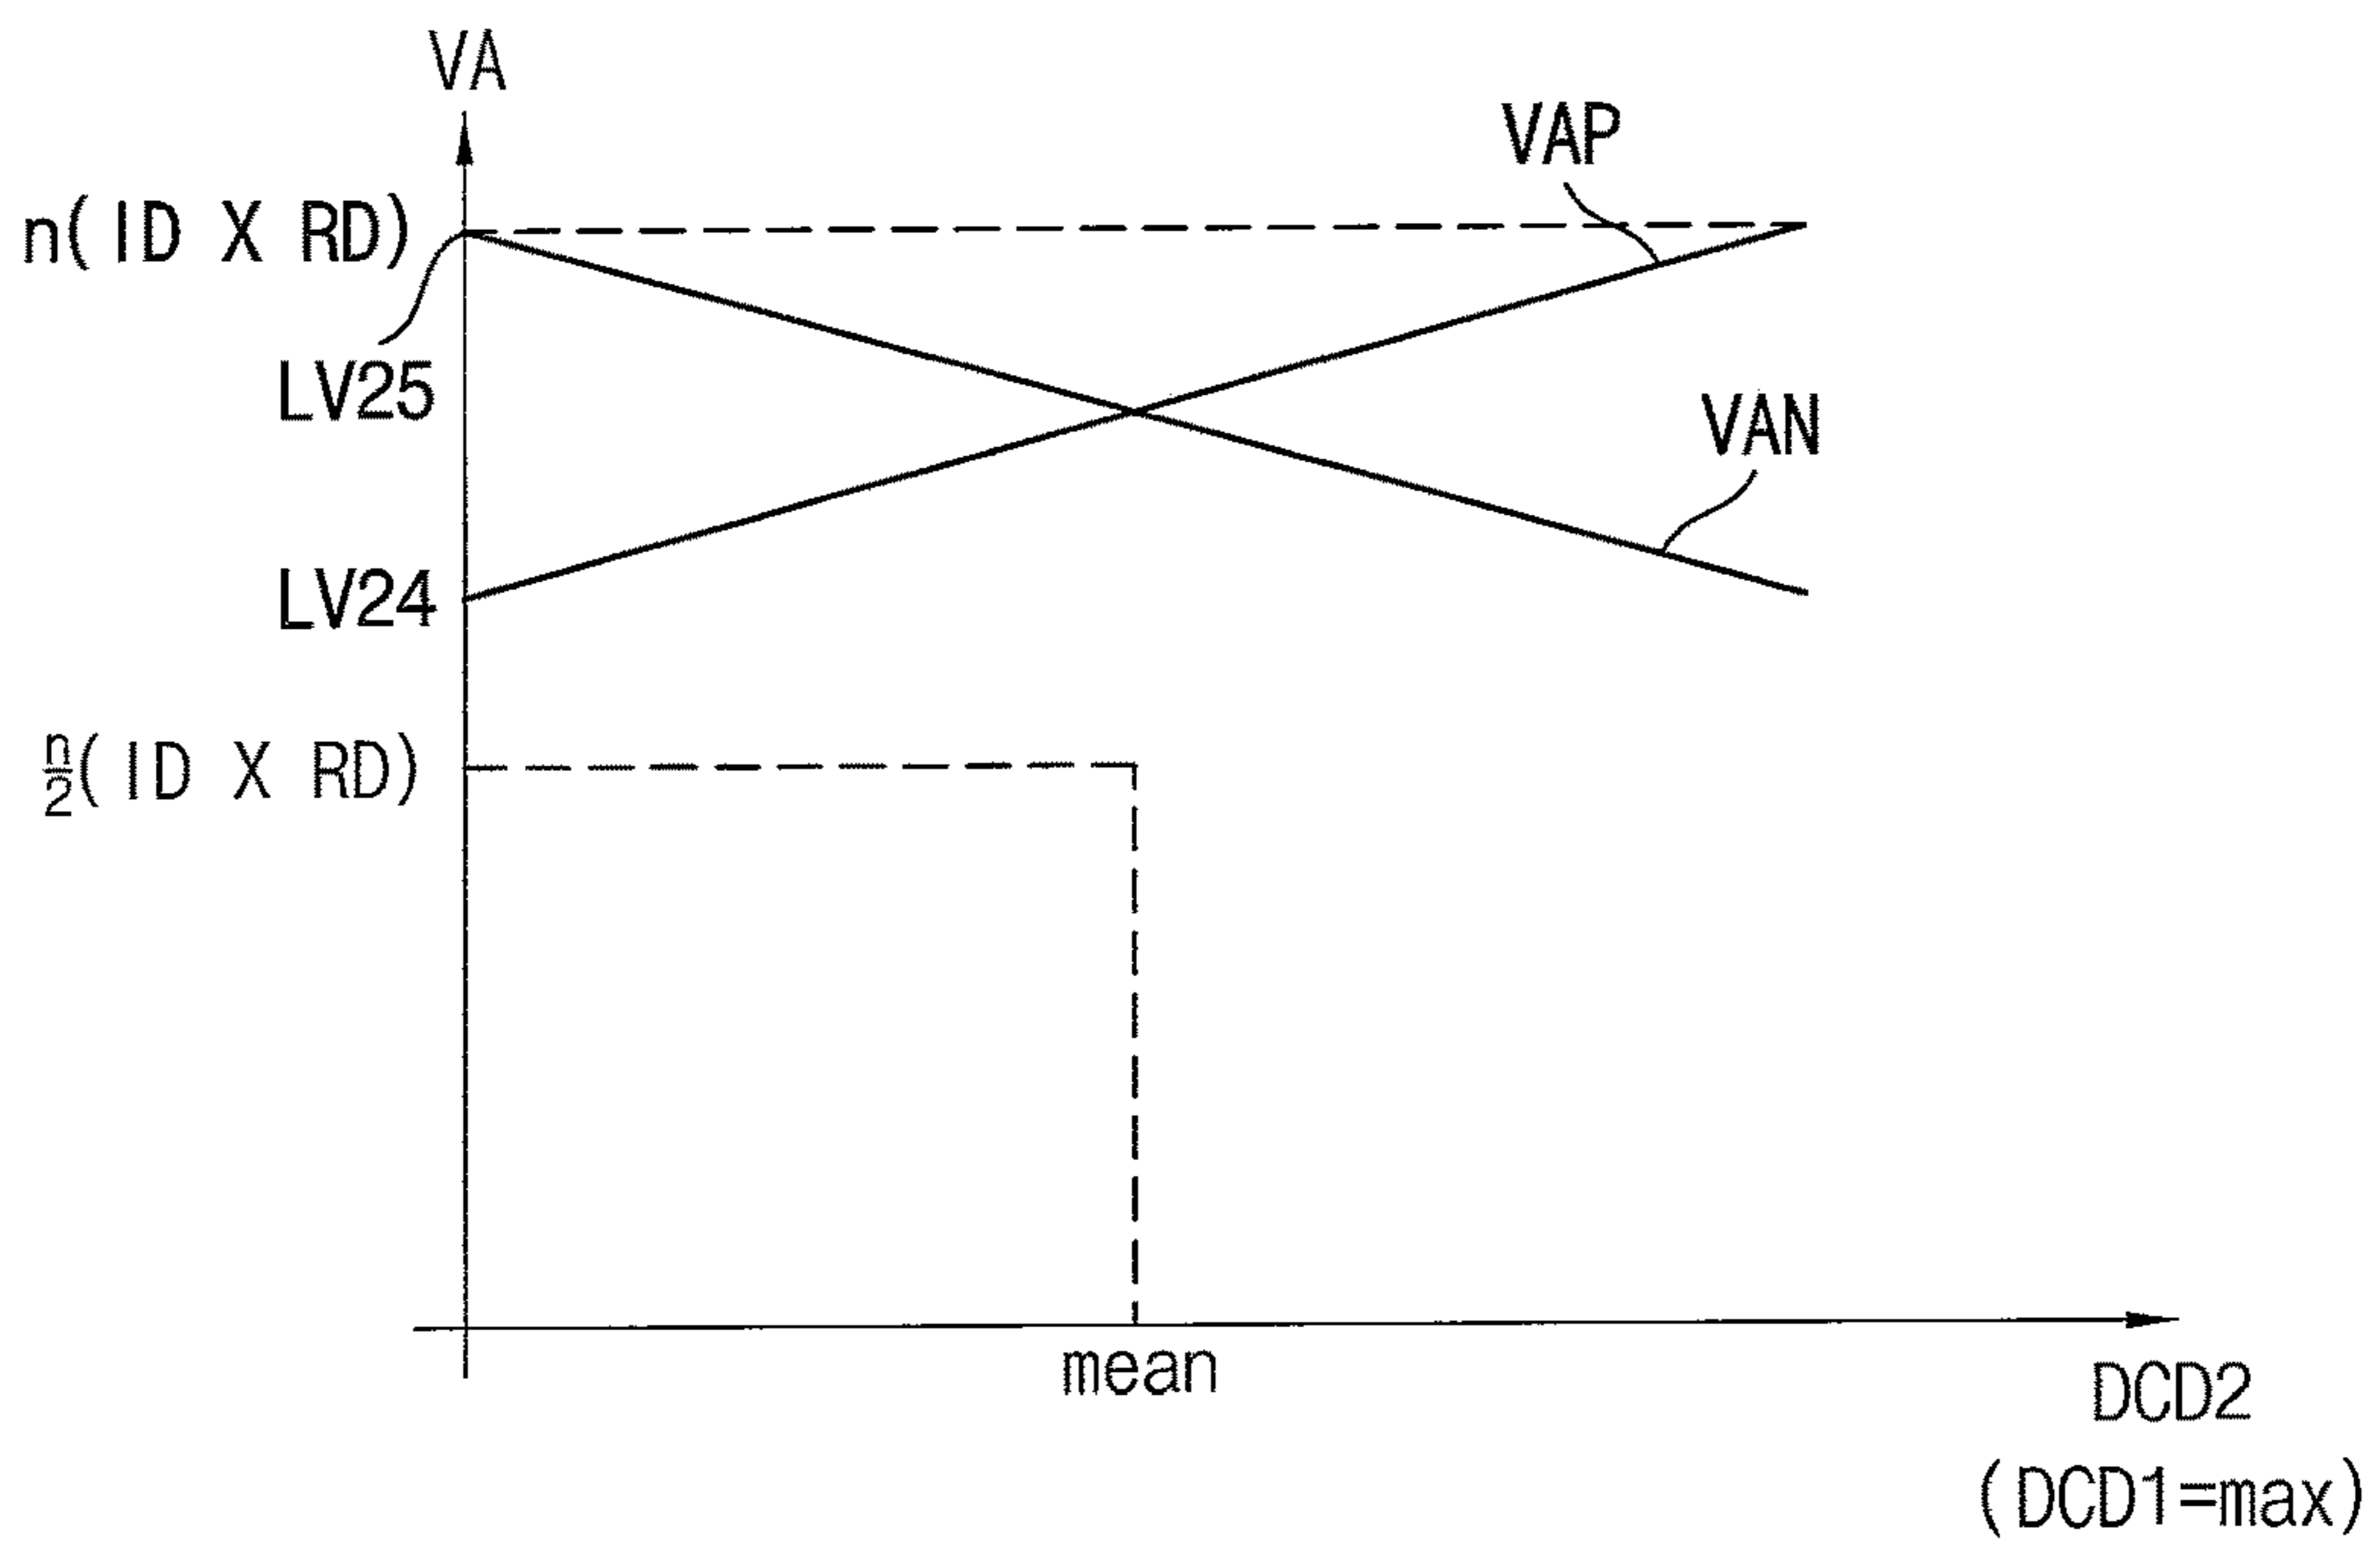 VA
VAP
n(ID X RD)
LV25
VAN
LV24
n/2(ID X RD)
mean
DCD2
(DCD1=max)